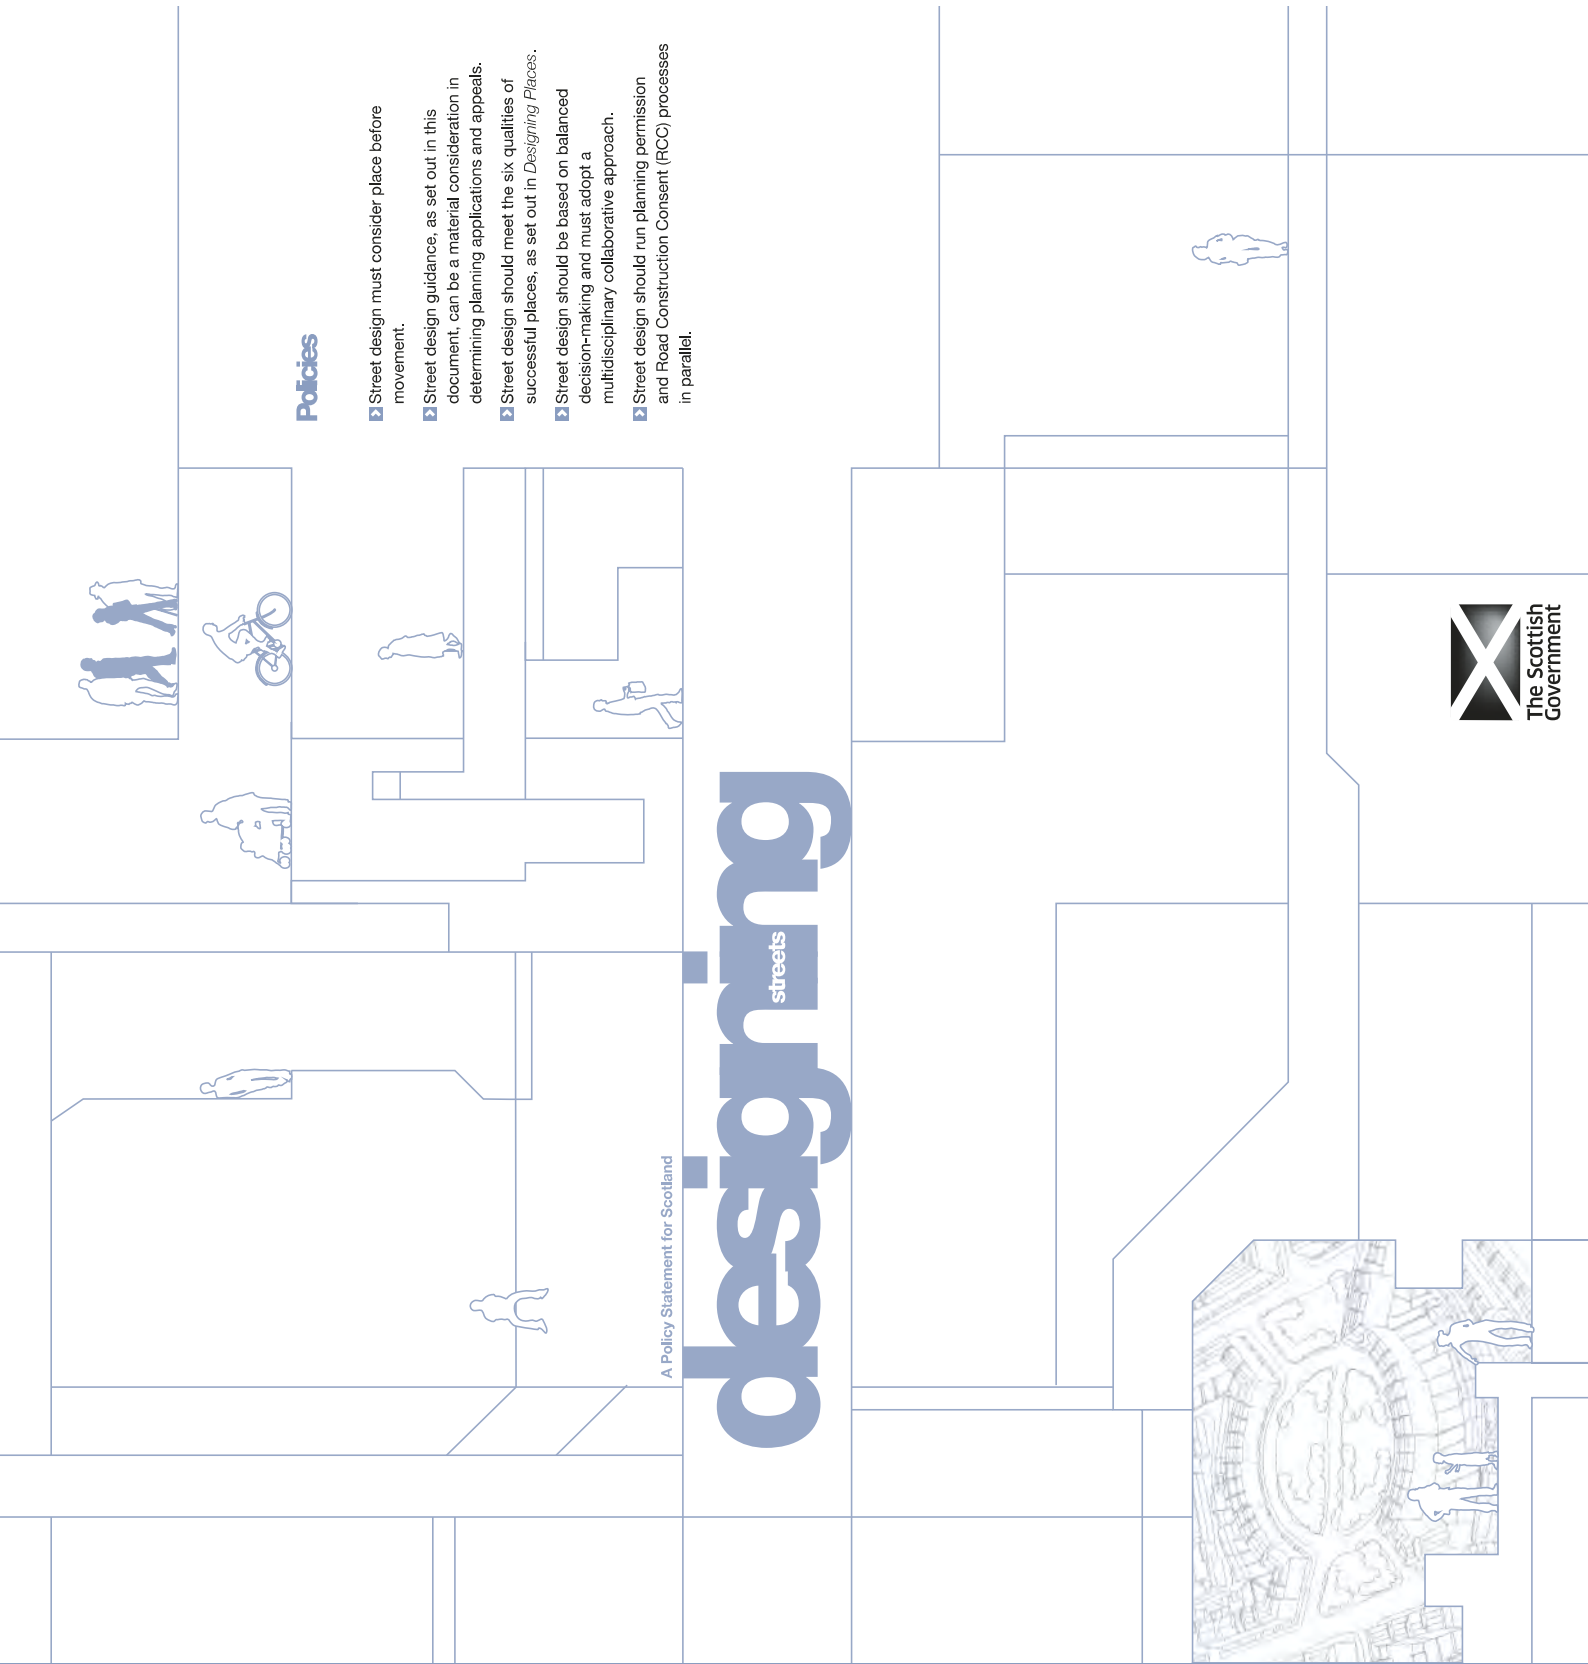 A Policy Statement for Scotland
designing
streets
The Scottish
Government
Policies
Street design must consider place before
movement.
Street design guidance, as set out in this
document, can be a material consideration in
determining planning applications and appeals.
Street design should meet the six qualities of
successful places, as set out in Designing Places.
Street design should be based on balanced
decision-making and must adopt a
multidisciplinary collaborative approach.
Street design should run planning permission
and Road Construction Consent (RCC) processes
in parallel.